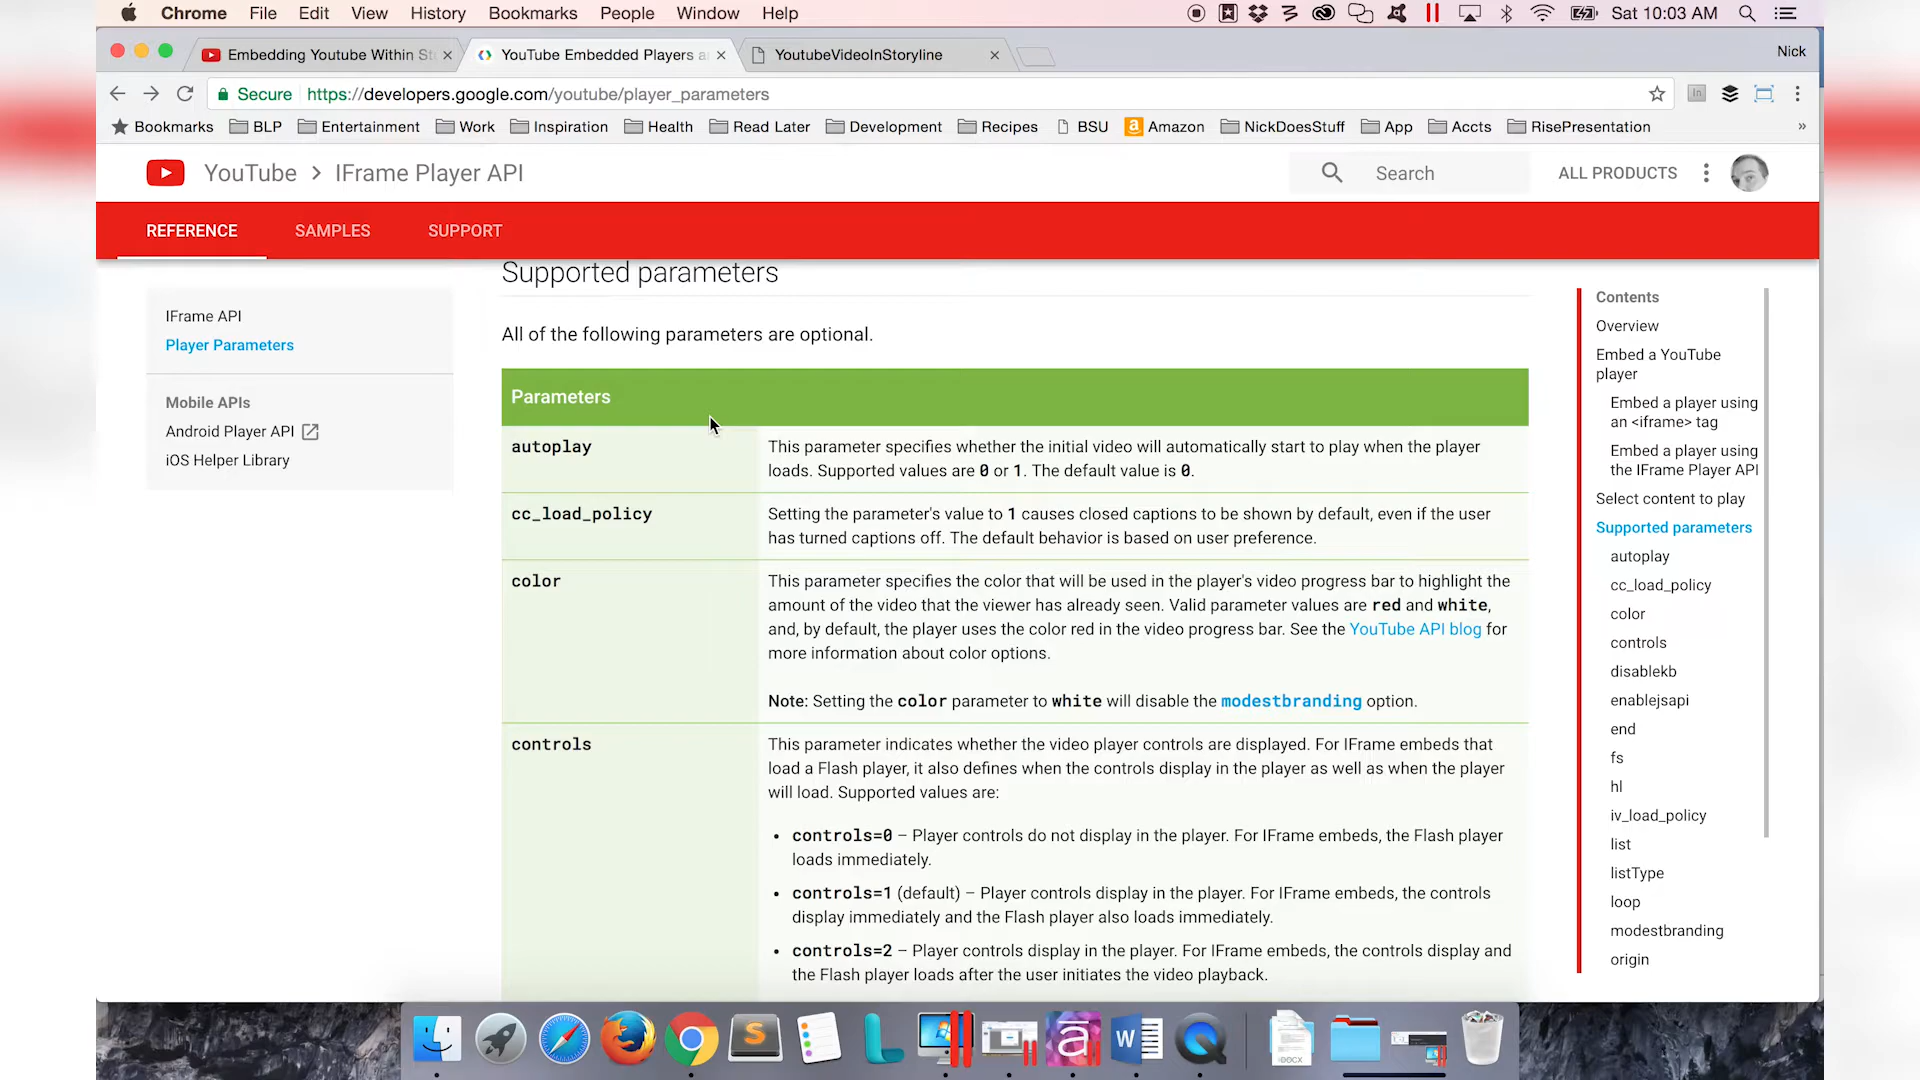 Chrome File Edit View History Bookmarks People Window Help Sat 10:03 AM
Embedding Youtube Within St YouTube Embedded Players a YoutubeVideoInStoryline Nick
Secure https://developers.google.com/youtube/player_parameters
Bookmarks BLP Entertainment Work Inspiration Health Read Later Development Recipes BSU Amazon NickDoesStuff App Accts RisePresentation »
YouTube > IFrame Player API Search ALL PRODUCTS
REFERENCE SAMPLES SUPPORT
IFrame API
Player Parameters
Mobile APIs
Android Player API
iOS Helper Library
Supported parameters
All of the following parameters are optional.
Parameters
autoplay
This parameter specifies whether the initial video will automatically start to play when the player
loads. Supported values are 0 or 1. The default value is 0.
cc_load_policy
Setting the parameter's value to 1 causes closed captions to be shown by default, even if the user
has turned captions off. The default behavior is based on user preference.
color
This parameter specifies the color that will be used in the player's video progress bar to highlight the
amount of the video that the viewer has already seen. Valid parameter values are red and white,
and, by default, the player uses the color red in the video progress bar. See the YouTube API blog for
more information about color options.
Note: Setting the color parameter to white will disable the modestbranding option.
controls
This parameter indicates whether the video player controls are displayed. For IFrame embeds that
load a Flash player, it also defines when the controls display in the player as well as when the player
will load. Supported values are:
• controls=0 – Player controls do not display in the player. For IFrame embeds, the Flash player
loads immediately.
• controls=1 (default) – Player controls display in the player. For IFrame embeds, the controls
display immediately and the Flash player also loads immediately.
• controls=2 – Player controls display in the player. For IFrame embeds, the controls display and
the Flash player loads after the user initiates the video playback.
Contents
Overview
Embed a YouTube
player
Embed a player using
an <iframe> tag
Embed a player using
the IFrame Player API
Select content to play
Supported parameters
autoplay
cc_load_policy
color
controls
disablekb
enablejsapi
end
fs
hl
iv_load_policy
list
listType
loop
modestbranding
origin